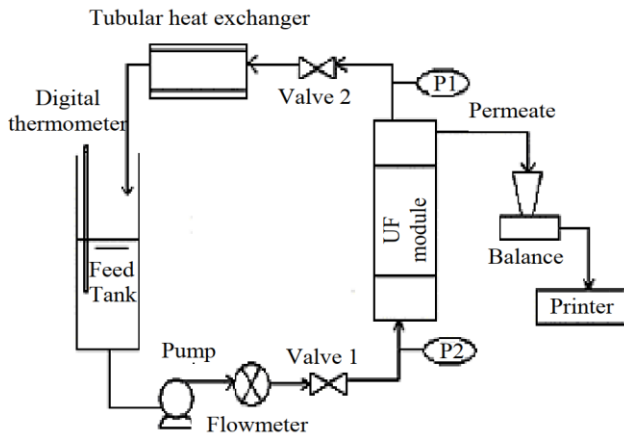 Tubular heat exchanger
P1
Valve 2
Permeate
Digital
thermometer
UF
module
Feed
Tank
Balance
Printer
Pump
Valve 1
P2
Flowmeter